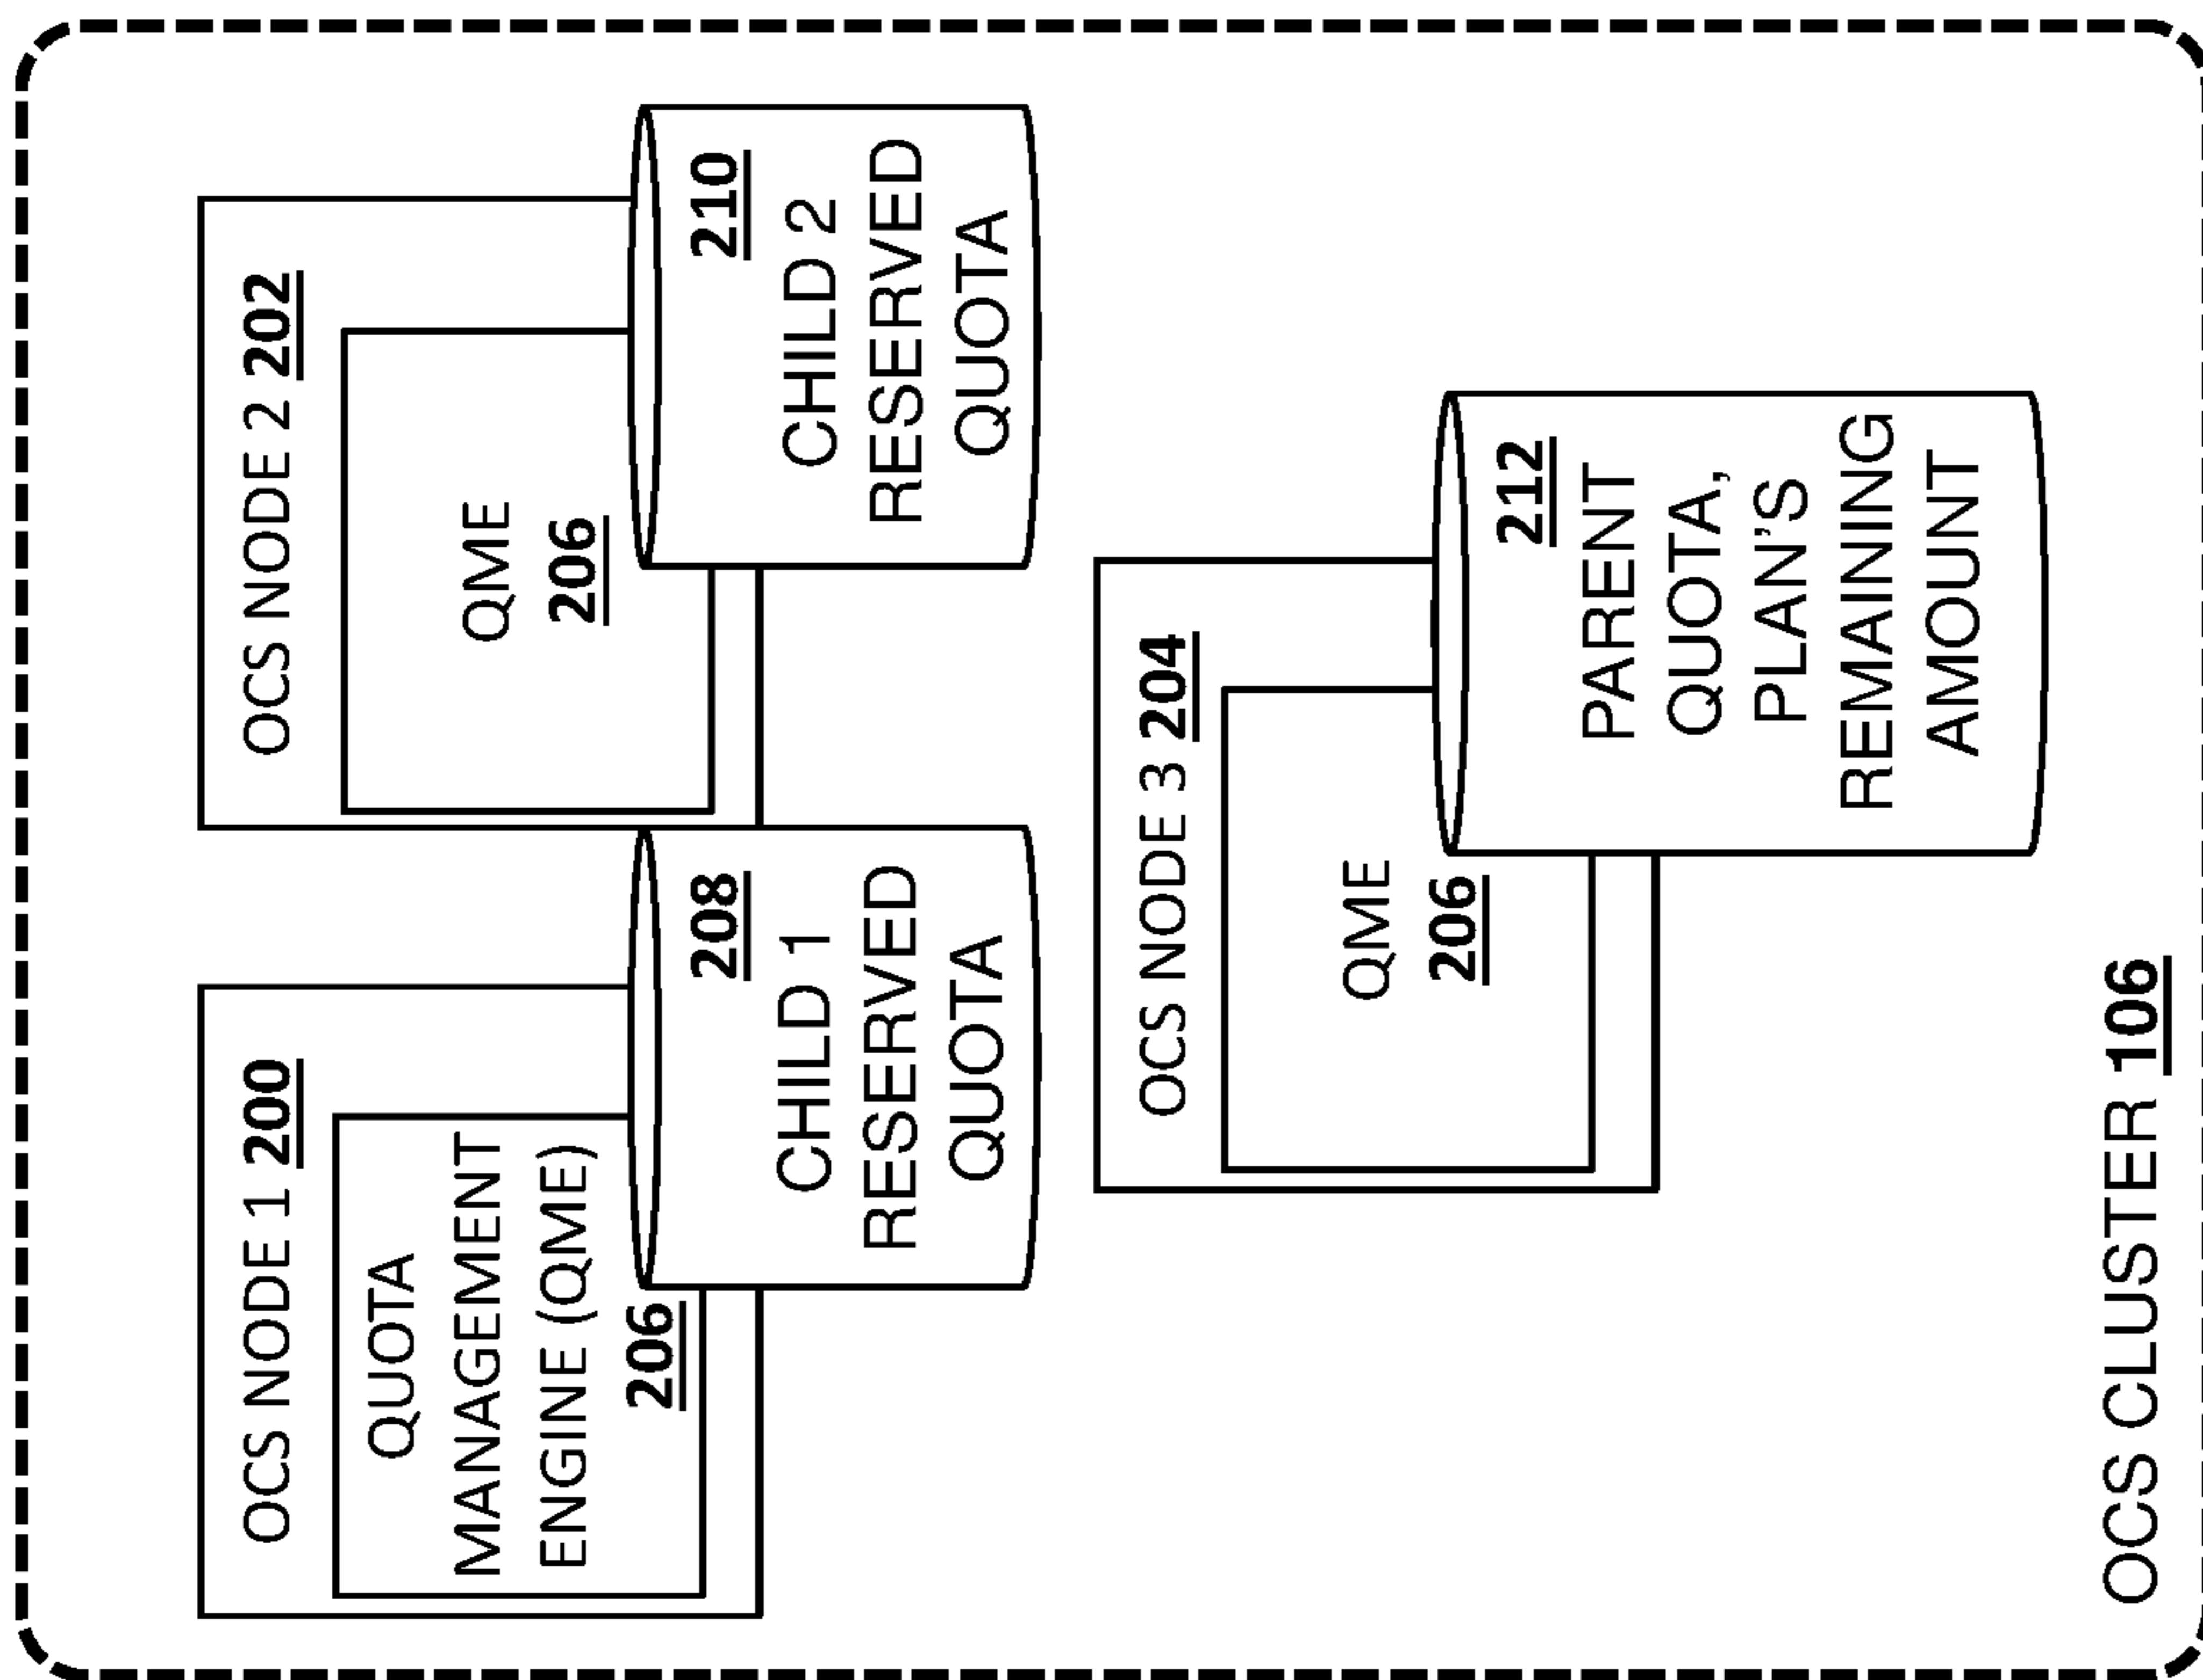 OCS NODE 1 200
QUOTA
MANAGEMENT
ENGINE (QME)
206
208
CHILD 1
RESERVED
QUOTA
OCS NODE 2 202
QME
206
210
CHILD 2
RESERVED
QUOTA
OCS NODE 3 204
QME
206
212
PARENT
QUOTA,
PLAN'S
REMAINING
AMOUNT
OCS CLUSTER 106